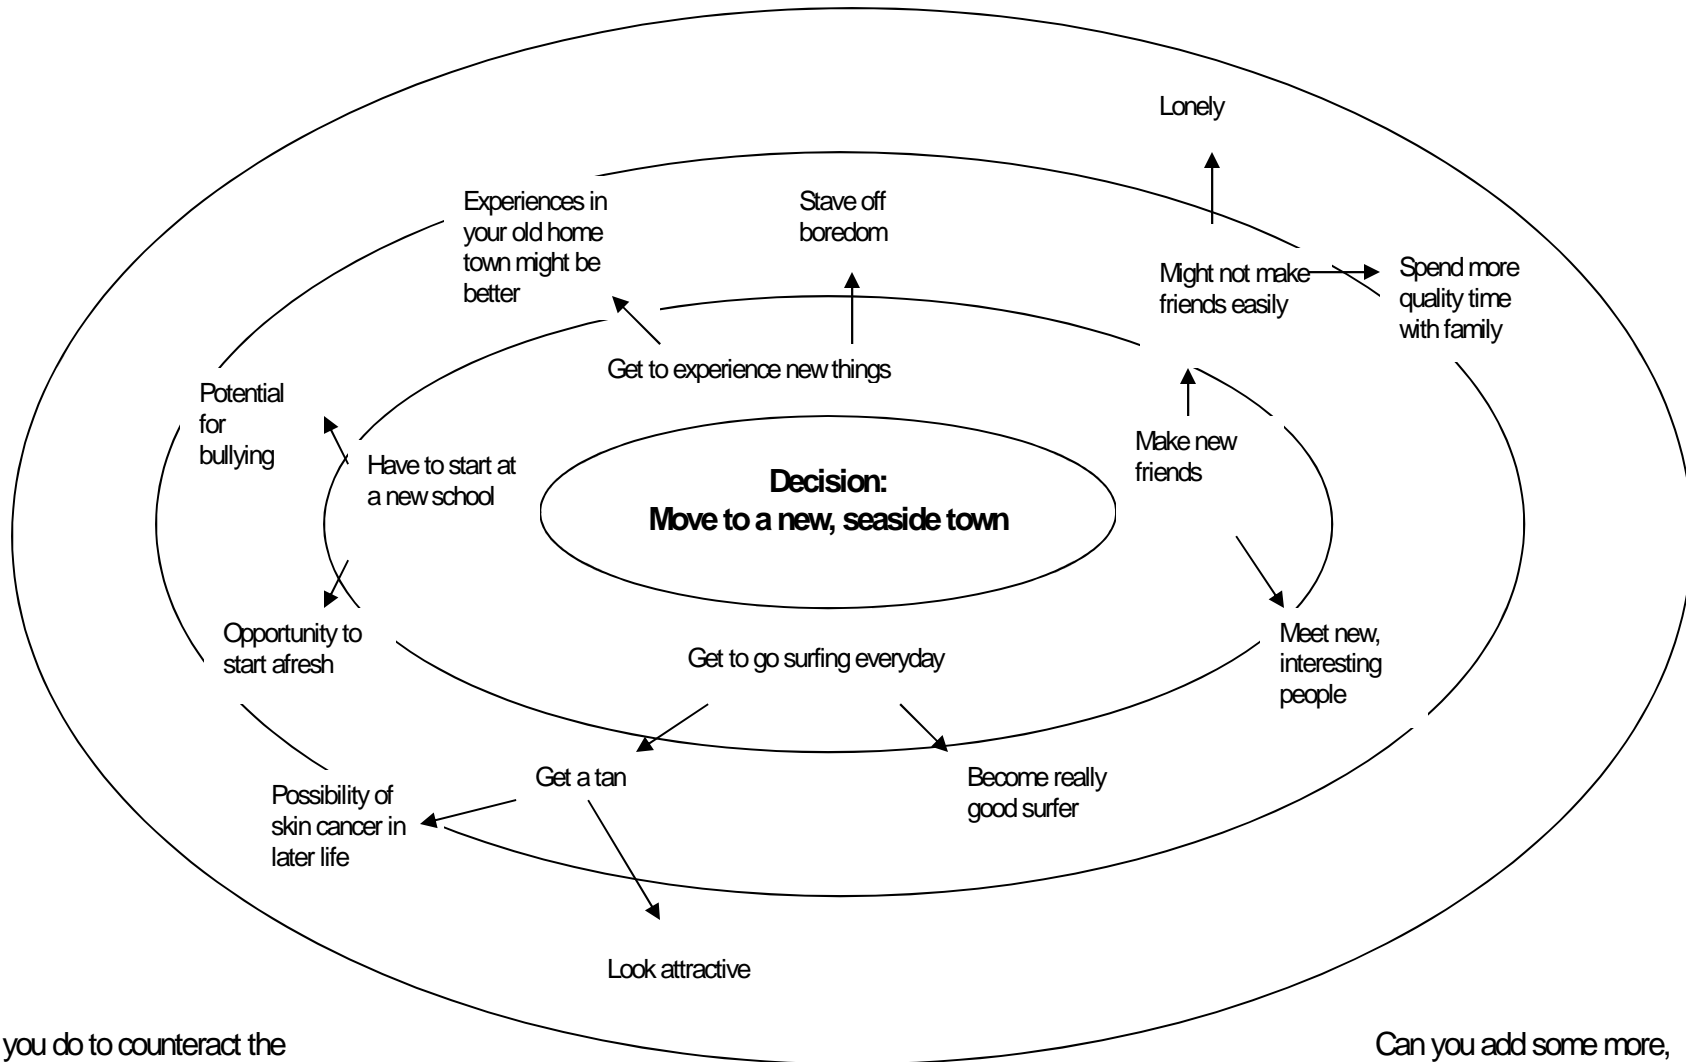 Lonely
Experiences in
your old home
town might be
better
Stave off
boredom
Might not make
friends easily
Spend more
quality time
with family
Get to experience new things
Potential
for
bullying
Have to start at
a new school
Make new
friends
Decision:
Move to a new, seaside town
Opportunity to
start afresh
Get to go surfing everyday
Meet new,
interesting
people
Possibility of
skin cancer in
later life
Get a tan
Become really
good surfer
Look attractive
you do to counteract the
Can you add some more,